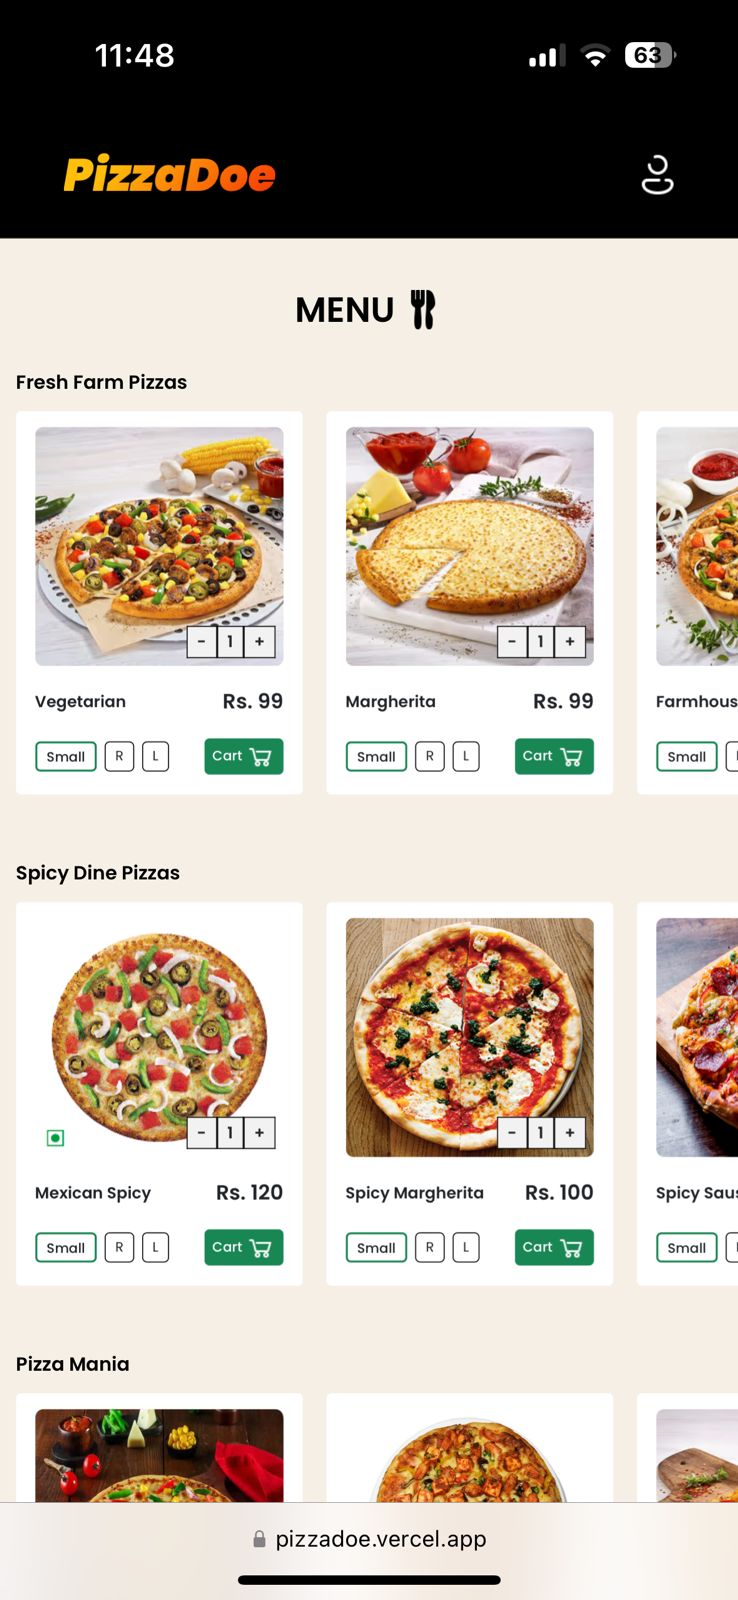 11:48
63
PizzaDoe
MENU
Fresh Farm Pizzas
- 1 +
- 1 +
Vegetarian Rs. 99
Margherita Rs. 99
Farmhous
Small R L Cart
Small R L Cart
Small
Spicy Dine Pizzas
- 1 +
- 1 +
Mexican Spicy Rs. 120
Spicy Margherita Rs. 100
Spicy Saus
Small R L Cart
Small R L Cart
Small
Pizza Mania
pizzadoe.vercel.app